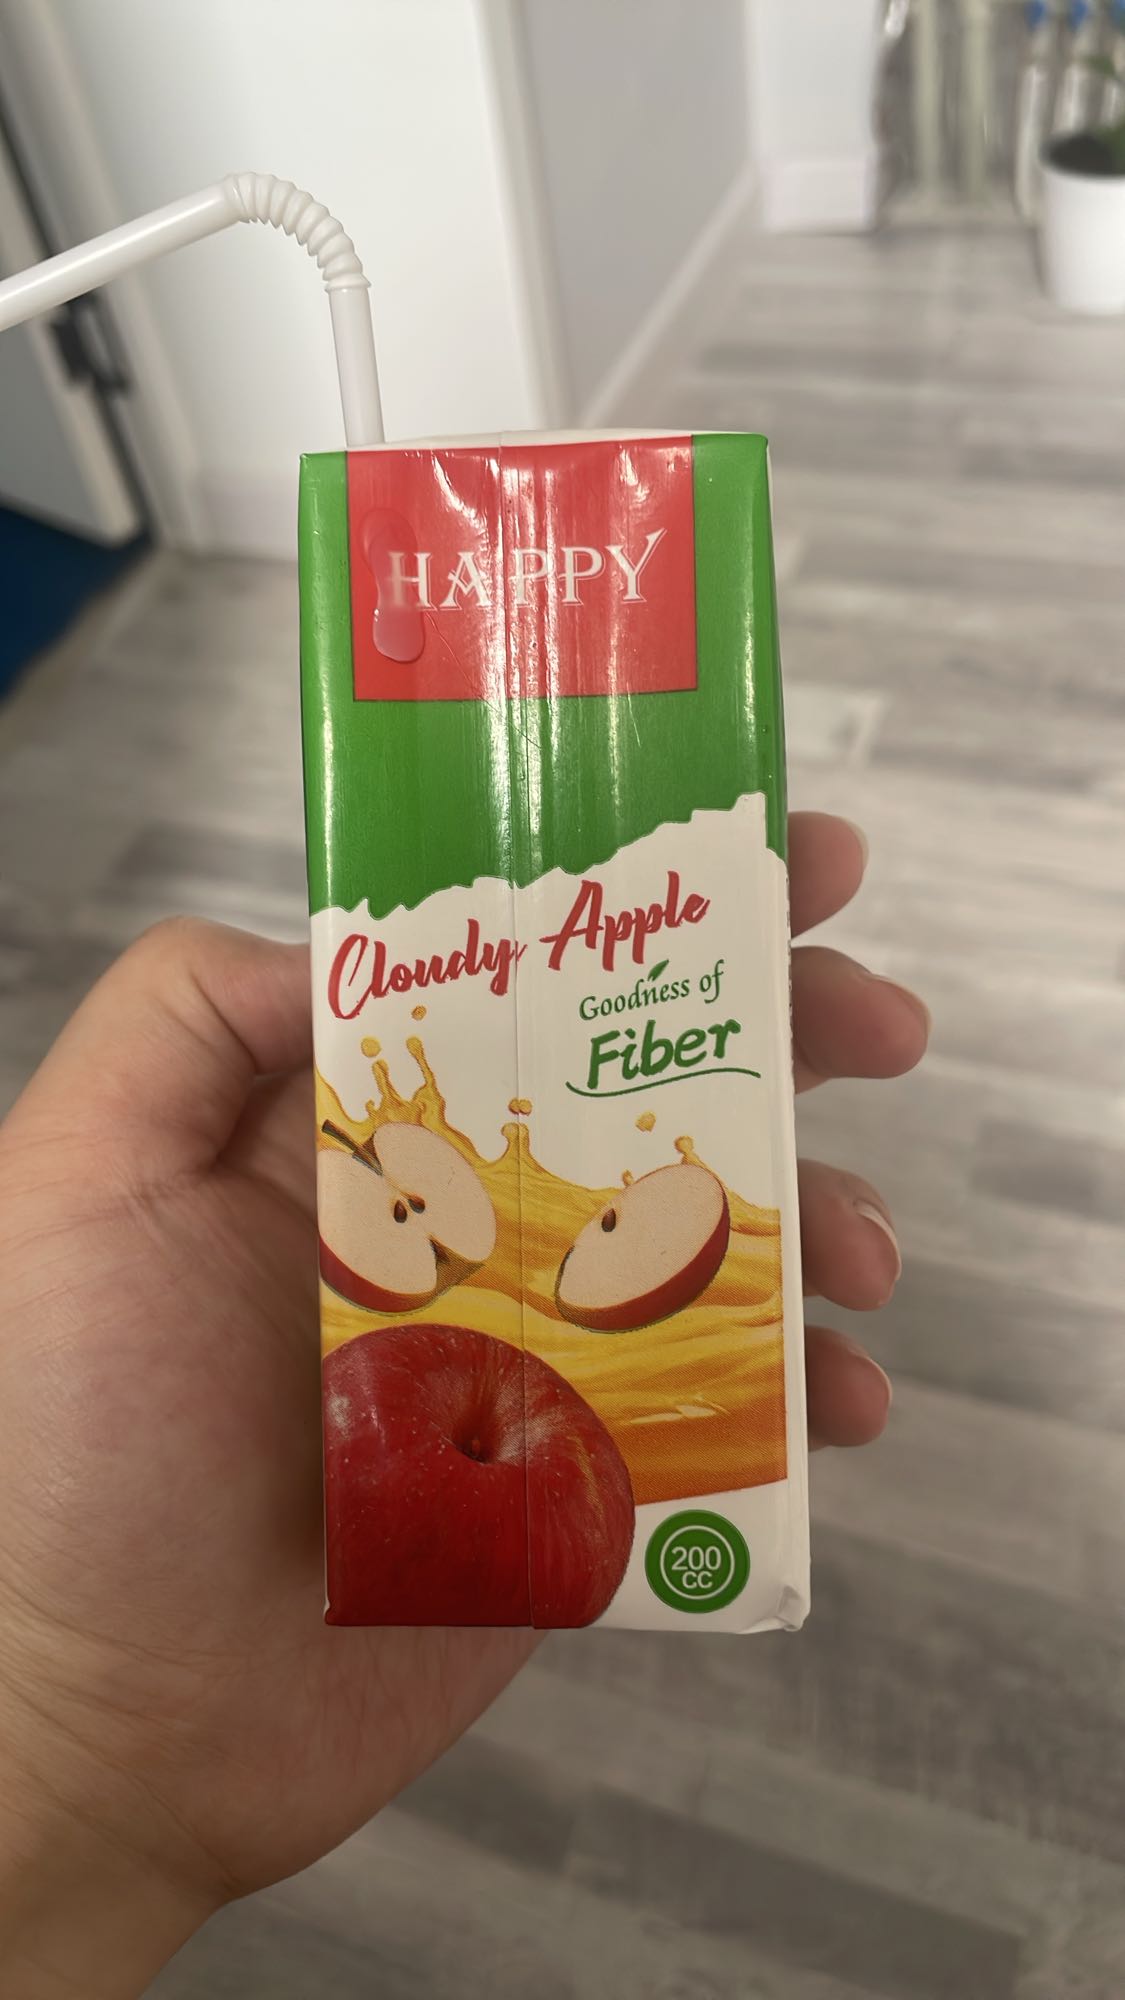 HAPPY
Cloudy Apple
Goodness of
Fiber
200
CC